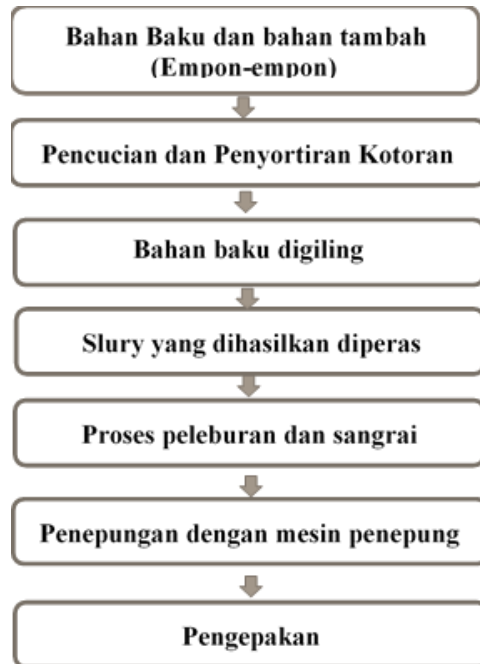 Bahan Baku dan bahan tambah
(Empon-empon)
Pencucian dan Penyortiran Kotoran
Bahan baku digiling
Slury yang dihasilkan diperas
Proses peleburan dan sangrai
Penepungan dengan mesin penepung
Pengepakan